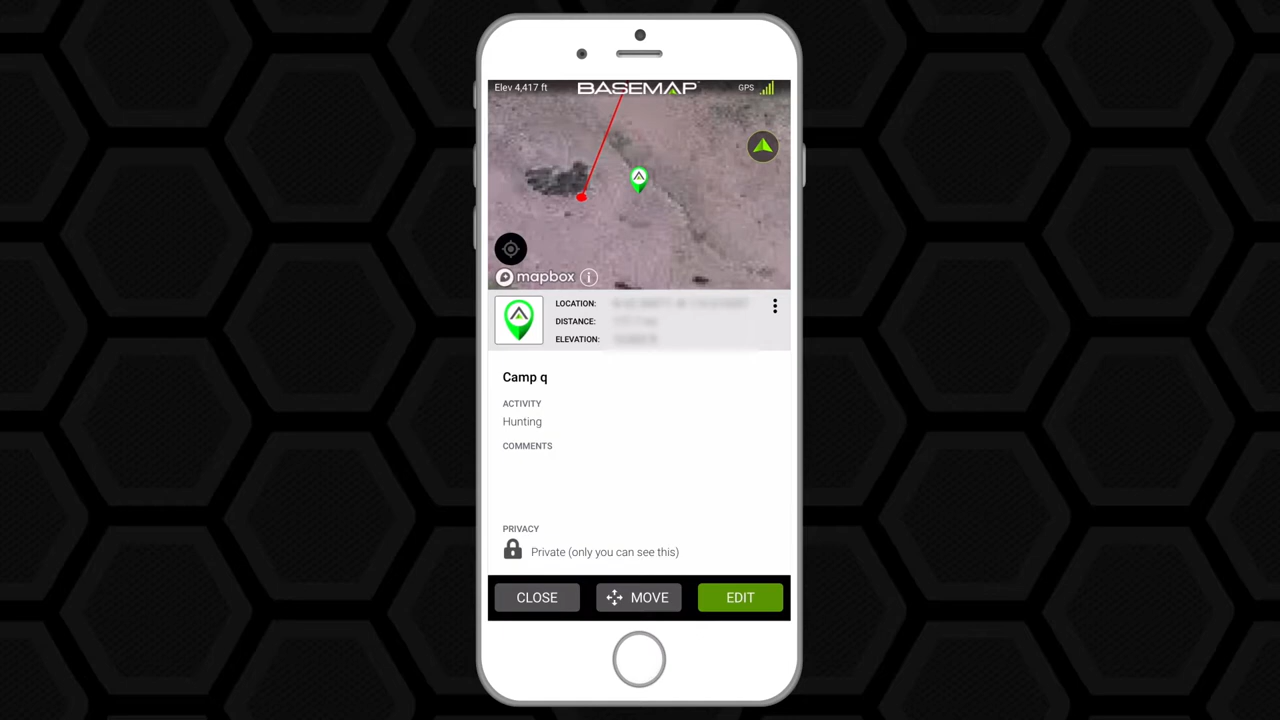 Elev 4,417 ft
BASEMAP
GPS
mapbox
LOCATION:
DISTANCE:
ELEVATION:
Camp q
ACTIVITY
Hunting
COMMENTS
PRIVACY
Private (only you can see this)
CLOSE
MOVE
EDIT